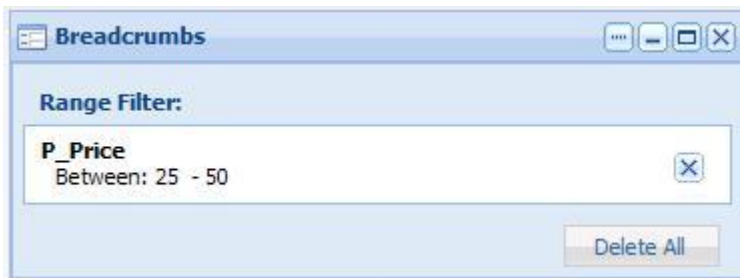 Breadcrumbs
Range Filter:
P_Price
Between: 25 - 50
Delete All